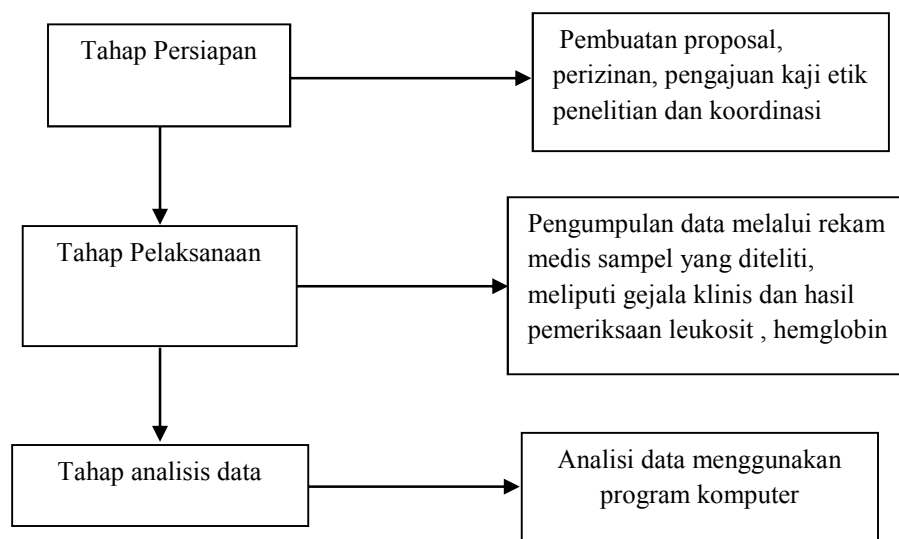 Tahap Persiapan
Pembuatan proposal,
perizinan, pengajuan kaji etik
penelitian dan koordinasi
Tahap Pelaksanaan
Pengumpulan data melalui rekam
medis sampel yang diteliti,
meliputi gejala klinis dan hasil
pemeriksaan leukosit , hemglobin
Tahap analisis data
Analisi data menggunakan
program komputer